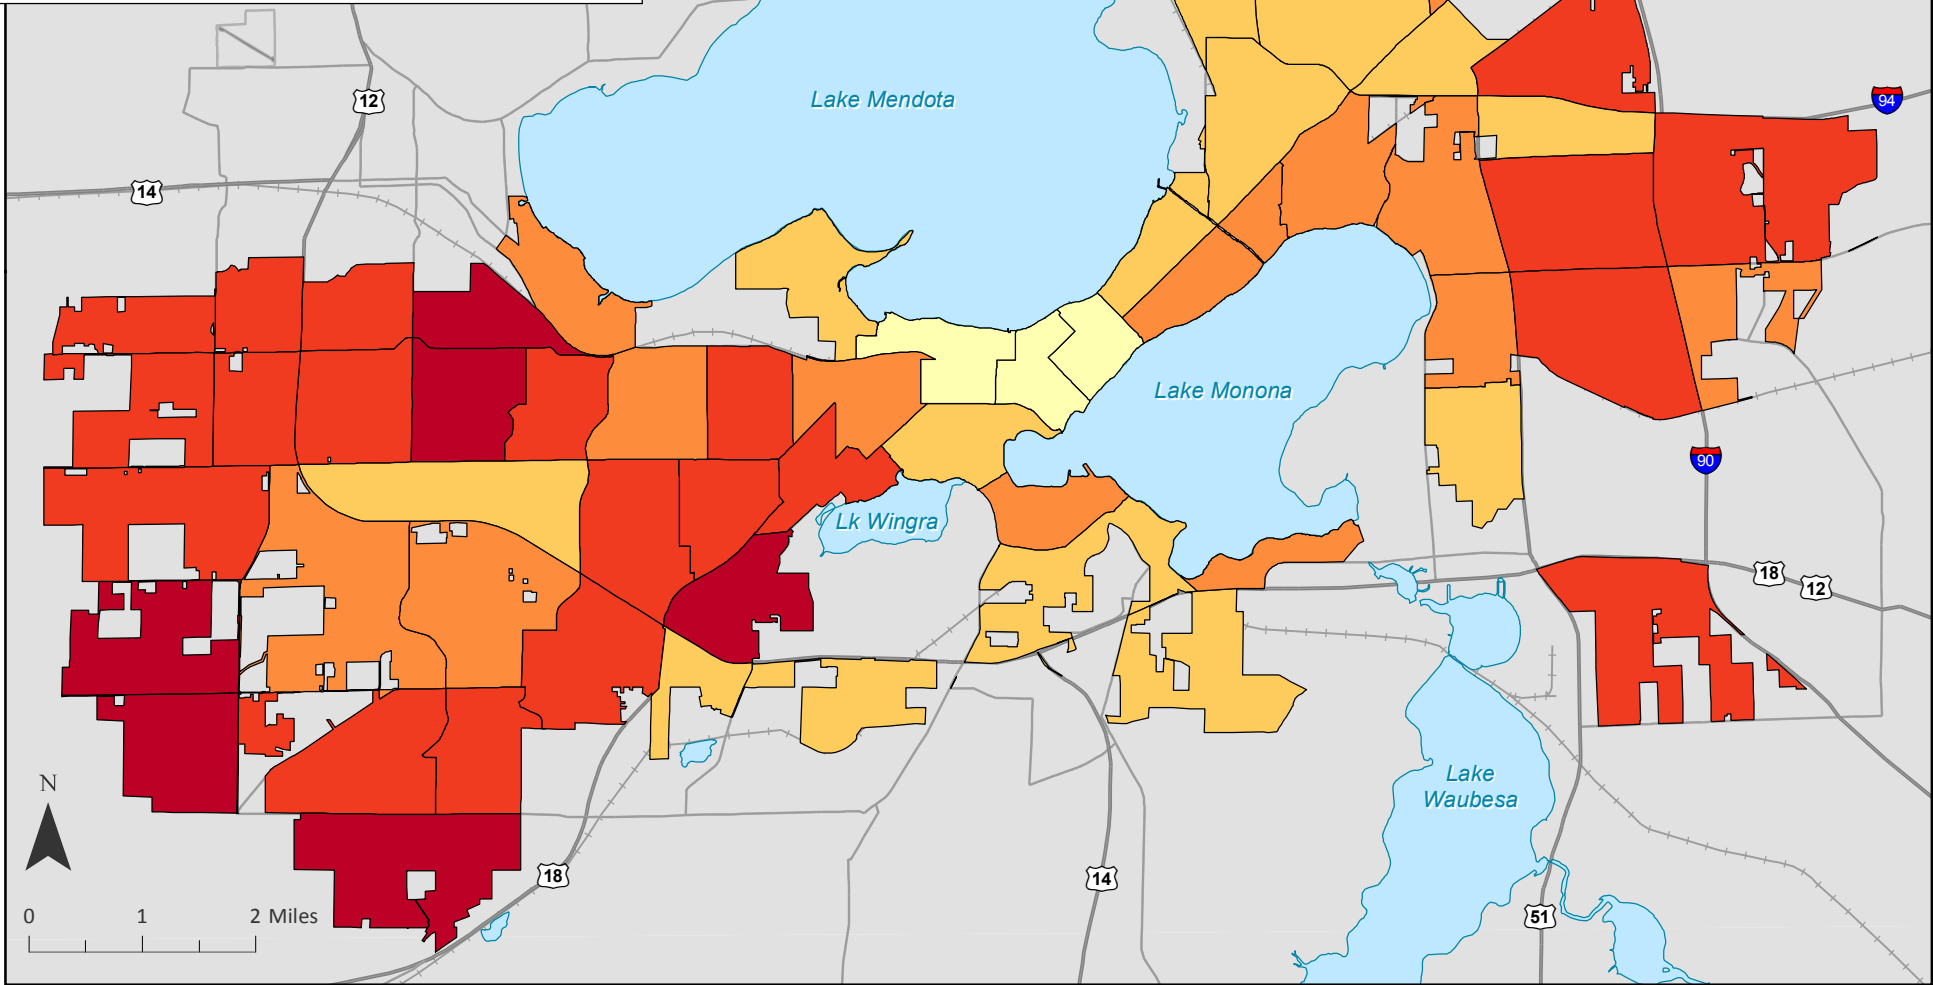 Lake Mendota
12
94
14
Lake Monona
90
Lk Wingra
18
12
Lake
Waubesa
N
18
14
0 1 2 Miles
51